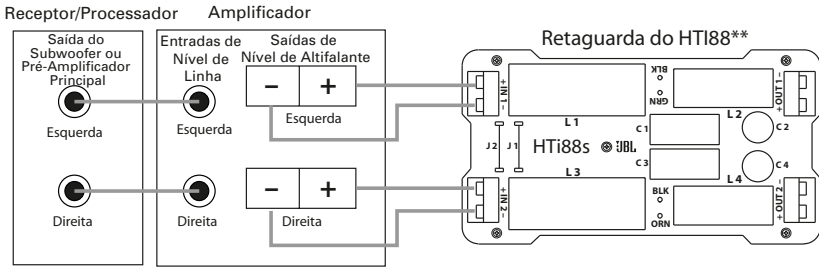 Receptor/Processador
Amplificador
Saída do
Subwoofer ou
Pré-Amplificador
Principal
Esquerda
Direita
Entradas de
Nível de
Linha
Esquerda
Direita
Saídas de
Nível de Altifalante
– +
Esquerda
– +
Direita
Retaguarda do HTI88**
+ IN 1 –
+ IN 2 –
L 1
BLK
GRN
L 2
+ OUT 1 –
C 1
C 2
J 2
J 1
HTi88s
JBL
C 3
C 4
L 3
BLK
ORN
L 4
+ OUT 2 –